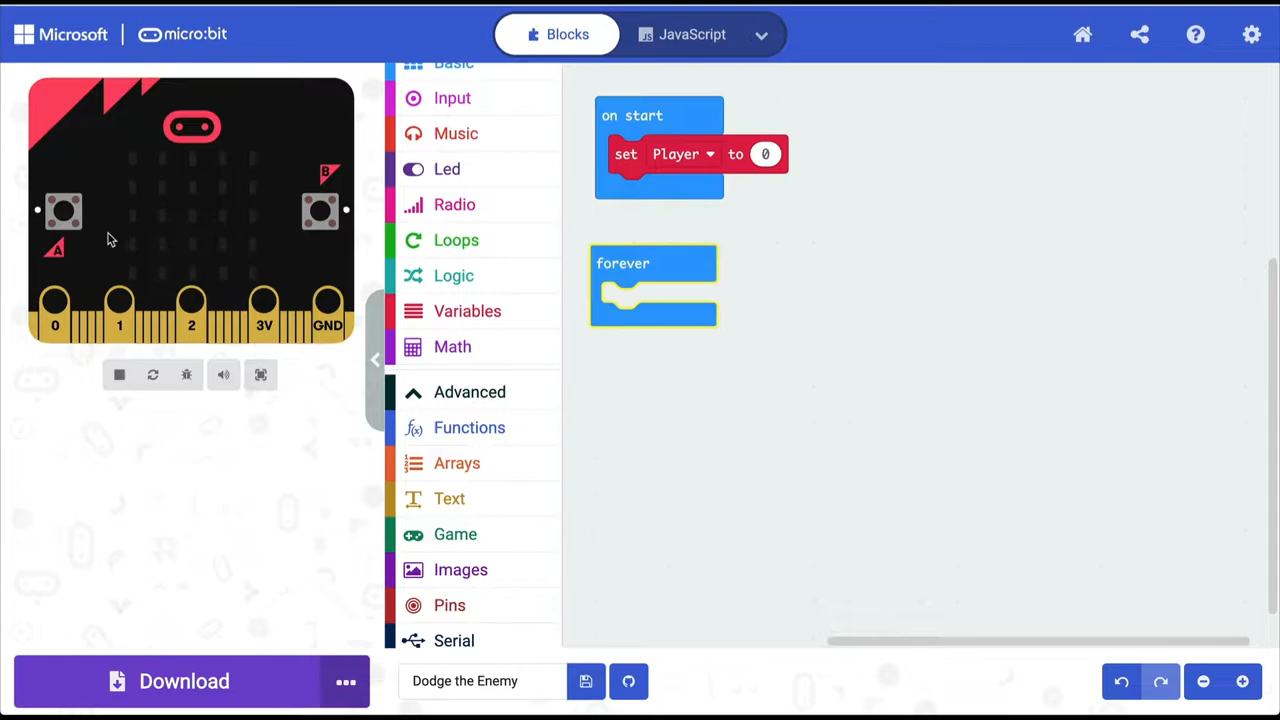 Microsoft | micro:bit
Blocks
JavaScript
Basic
Input
Music
Led
Radio
Loops
Logic
Variables
Math
Advanced
Functions
Arrays
Text
Game
Images
Pins
Serial
on start
set Player to 0
forever
B
A
0 1 2 3V GND
Download
Dodge the Enemy